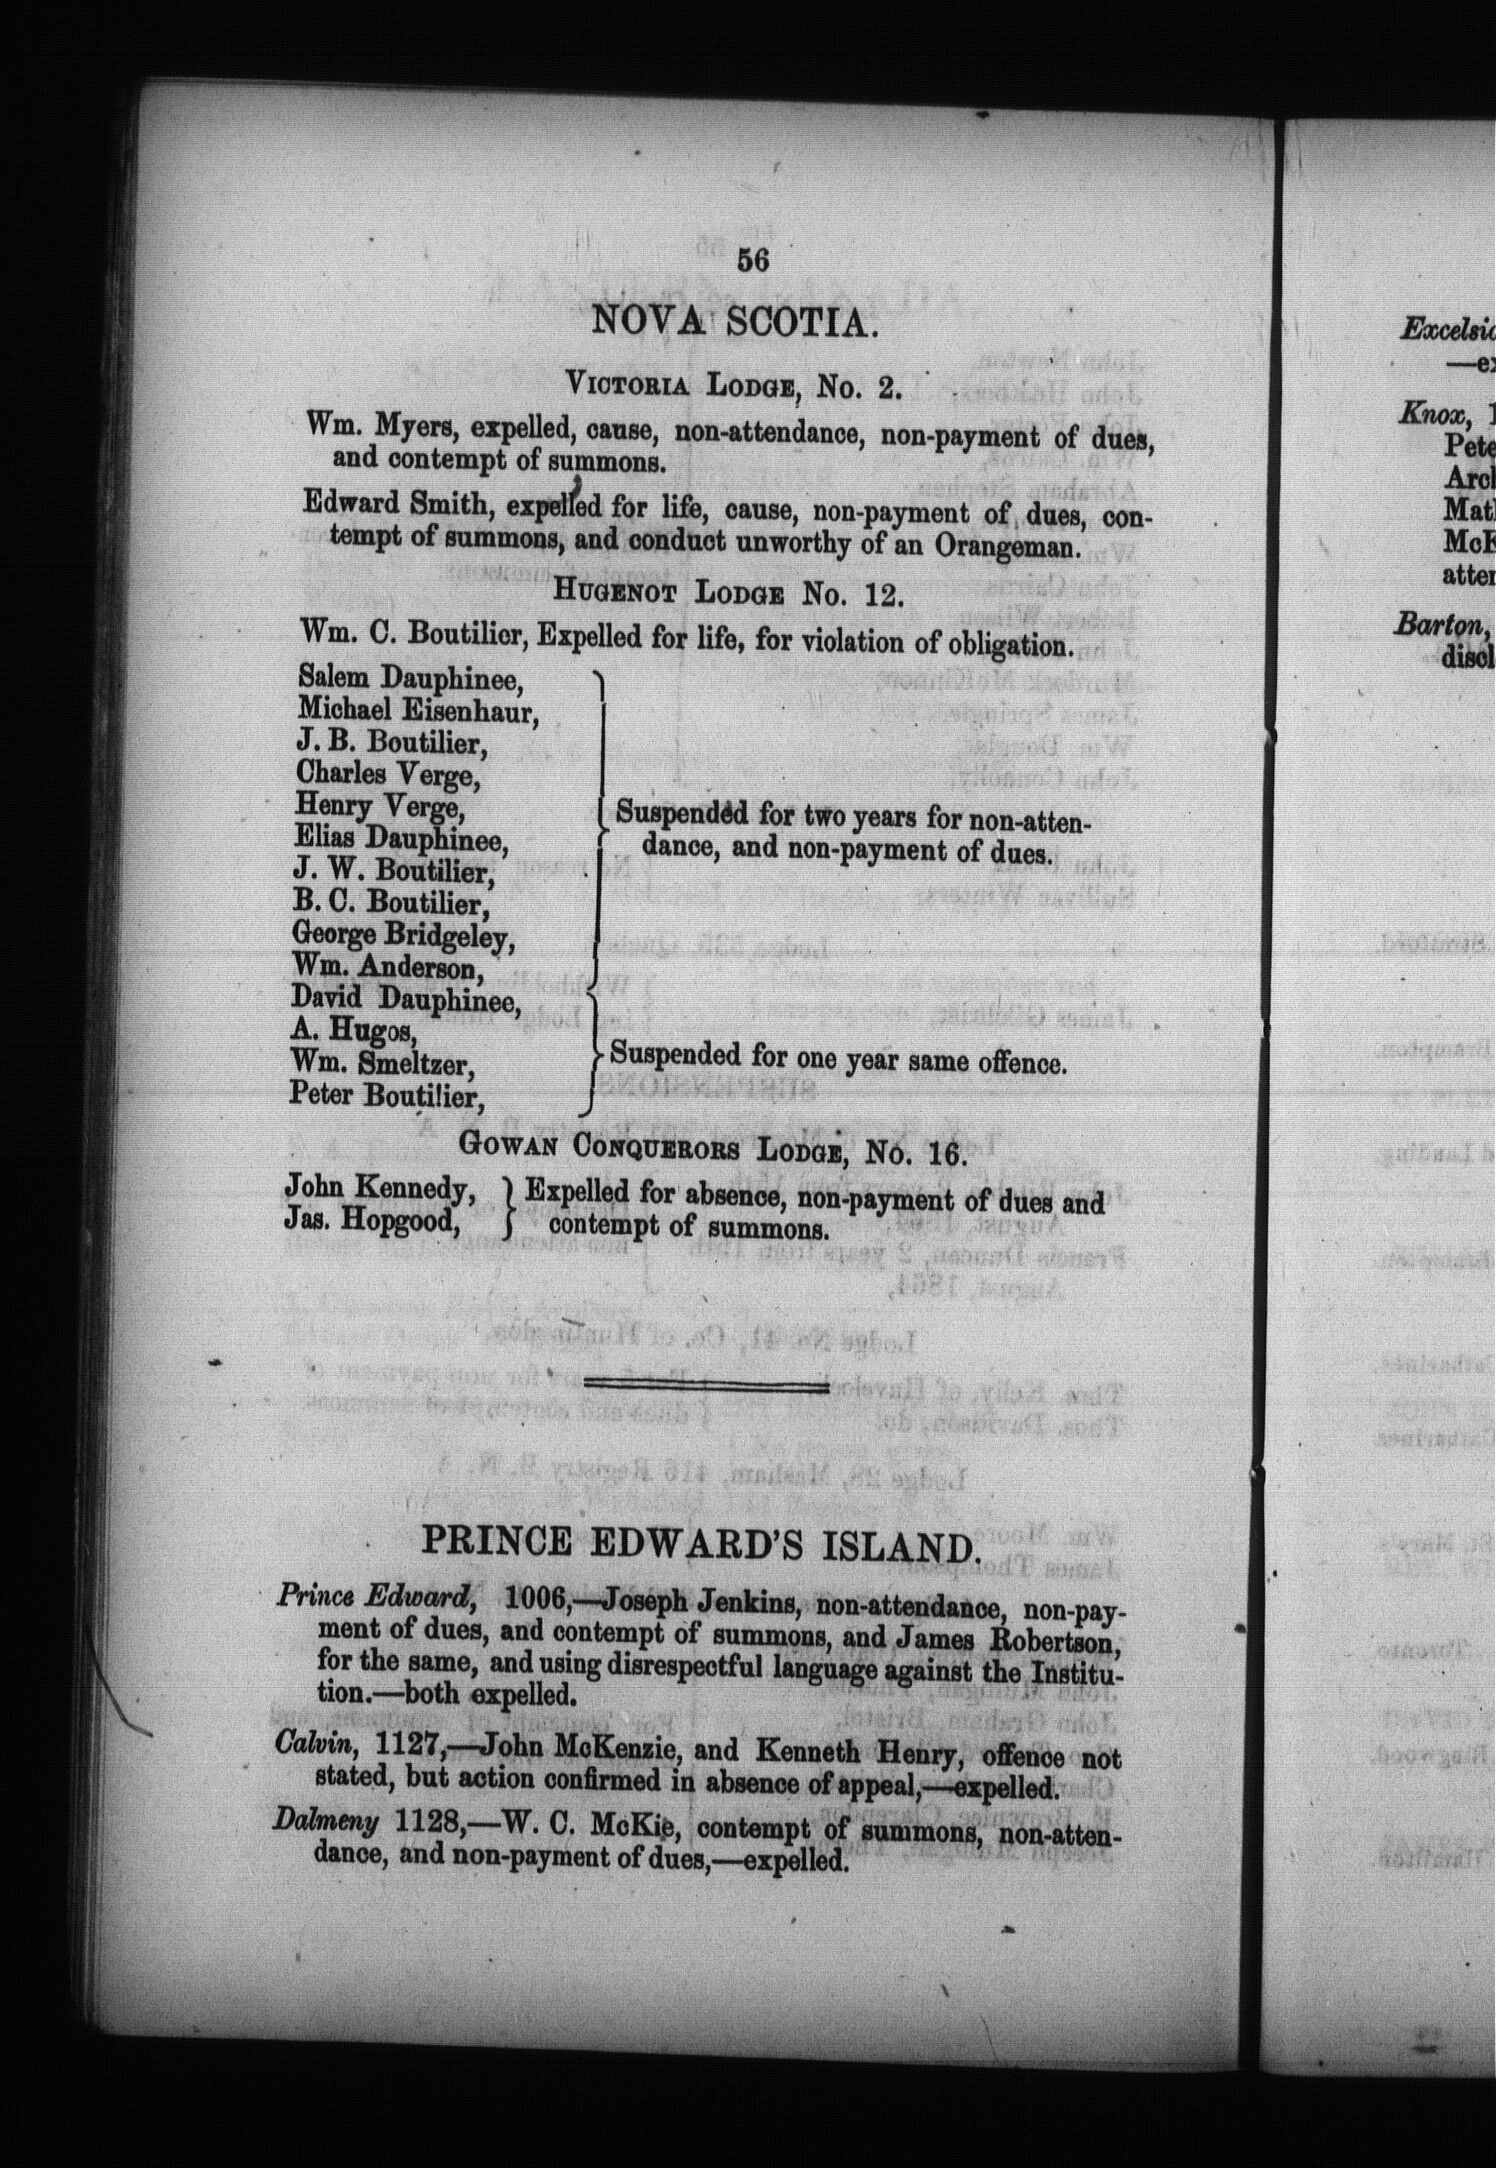 56
NOVA SCOTIA.
VICTORIA LODGE, No. 2.
Wm. Myers, expelled, cause, non-attendance, non-payment of dues,
and contempt of summons.
Edward Smith, expelled for life, cause, non-payment of dues, con-
tempt of summons, and conduct unworthy of an Orangeman.
HUGENOT LODGE No. 12.
Wm. C. Boutilier, Expelled for life, for violation of obligation.
Salem Dauphinee,
Michael Eisenhaur,
J. B. Boutilier,
Charles Verge,
Henry Verge,
Elias Dauphinee,
J. W. Boutilier,
B. C. Boutilier,
George Bridgeley,
Wm. Anderson,
Suspended for two years for non-atten-
dance, and non-payment of dues.
David Dauphinee,
A. Hugos,
Wm. Smeltzer,
Peter Boutilier,
Suspended for one year same offence.
GOWAN CONQUERORS LODGE, No. 16.
John Kennedy,
Jas. Hopgood,
Expelled for absence, non-payment of dues and
contempt of summons.
PRINCE EDWARD'S ISLAND.
Prince Edward, 1006,—Joseph Jenkins, non-attendance, non-pay-
ment of dues, and contempt of summons, and James Robertson,
for the same, and using disrespectful language against the Institu-
tion.—both expelled.
Calvin, 1127,—John McKenzie, and Kenneth Henry, offence not
stated, but action confirmed in absence of appeal,—expelled.
Dalmeny 1128,—W. C. McKie, contempt of summons, non-atten-
dance, and non-payment of dues,—expelled.
Knox,
Barton,